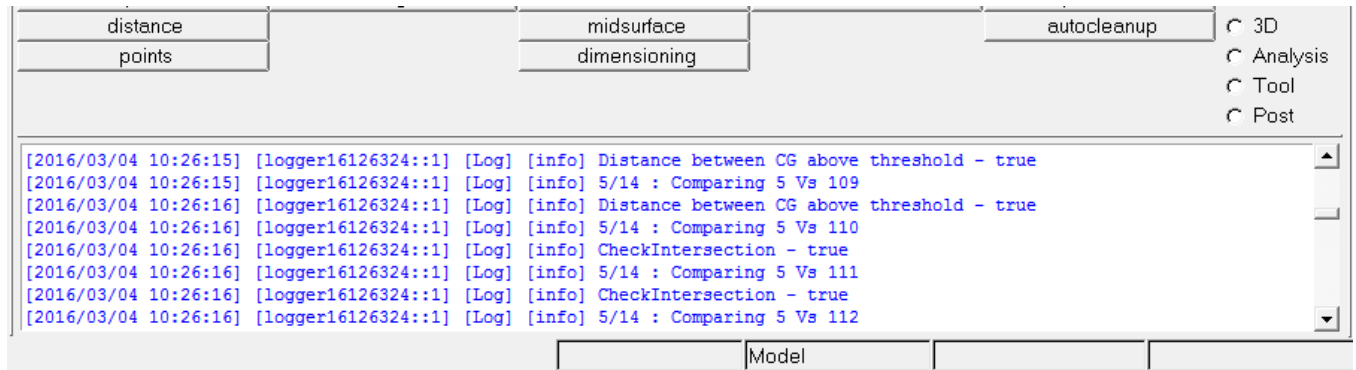 distance midsurface autocleanup 3D
points dimensioning Analysis
Tool
Post
[2016/03/04 10:26:15] [logger16126324::1] [Log] [info] Distance between CG above threshold - true
[2016/03/04 10:26:15] [logger16126324::1] [Log] [info] 5/14 : Comparing 5 Vs 109
[2016/03/04 10:26:16] [logger16126324::1] [Log] [info] Distance between CG above threshold - true
[2016/03/04 10:26:16] [logger16126324::1] [Log] [info] 5/14 : Comparing 5 Vs 110
[2016/03/04 10:26:16] [logger16126324::1] [Log] [info] CheckIntersection - true
[2016/03/04 10:26:16] [logger16126324::1] [Log] [info] 5/14 : Comparing 5 Vs 111
[2016/03/04 10:26:16] [logger16126324::1] [Log] [info] CheckIntersection - true
[2016/03/04 10:26:16] [logger16126324::1] [Log] [info] 5/14 : Comparing 5 Vs 112
Model